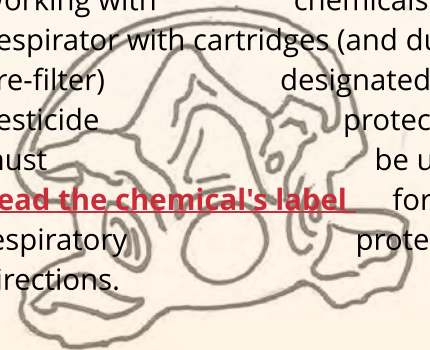 orking with chemicals
espirator with cartridges (and du
re-filter) designated
esticide protec
ust be u
ead the chemical's label for
espiratory prote
irections.